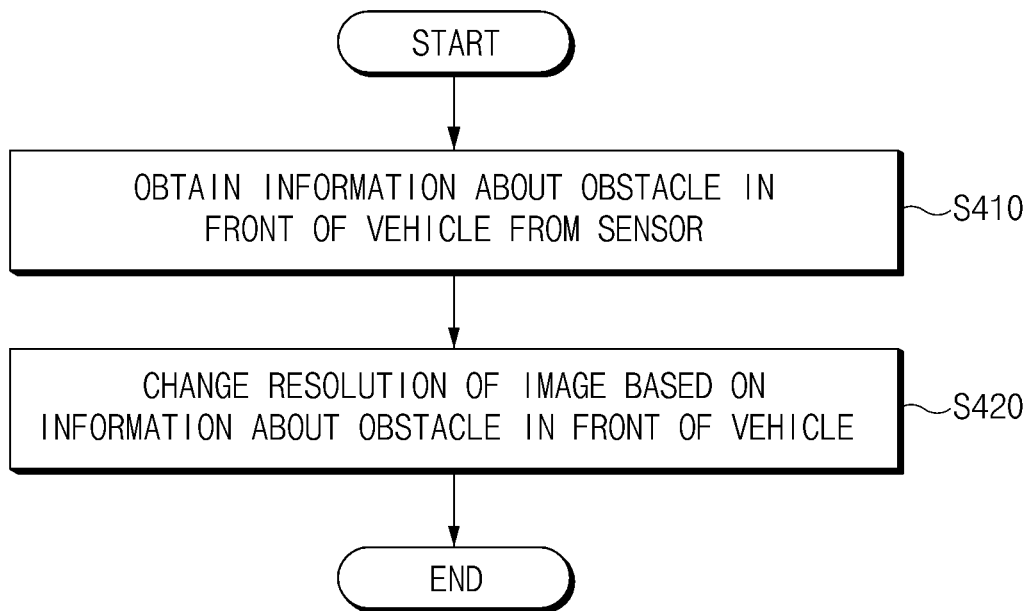 START
OBTAIN INFORMATION ABOUT OBSTACLE IN
FRONT OF VEHICLE FROM SENSOR
S410
CHANGE RESOLUTION OF IMAGE BASED ON
INFORMATION ABOUT OBSTACLE IN FRONT OF VEHICLE
S420
END